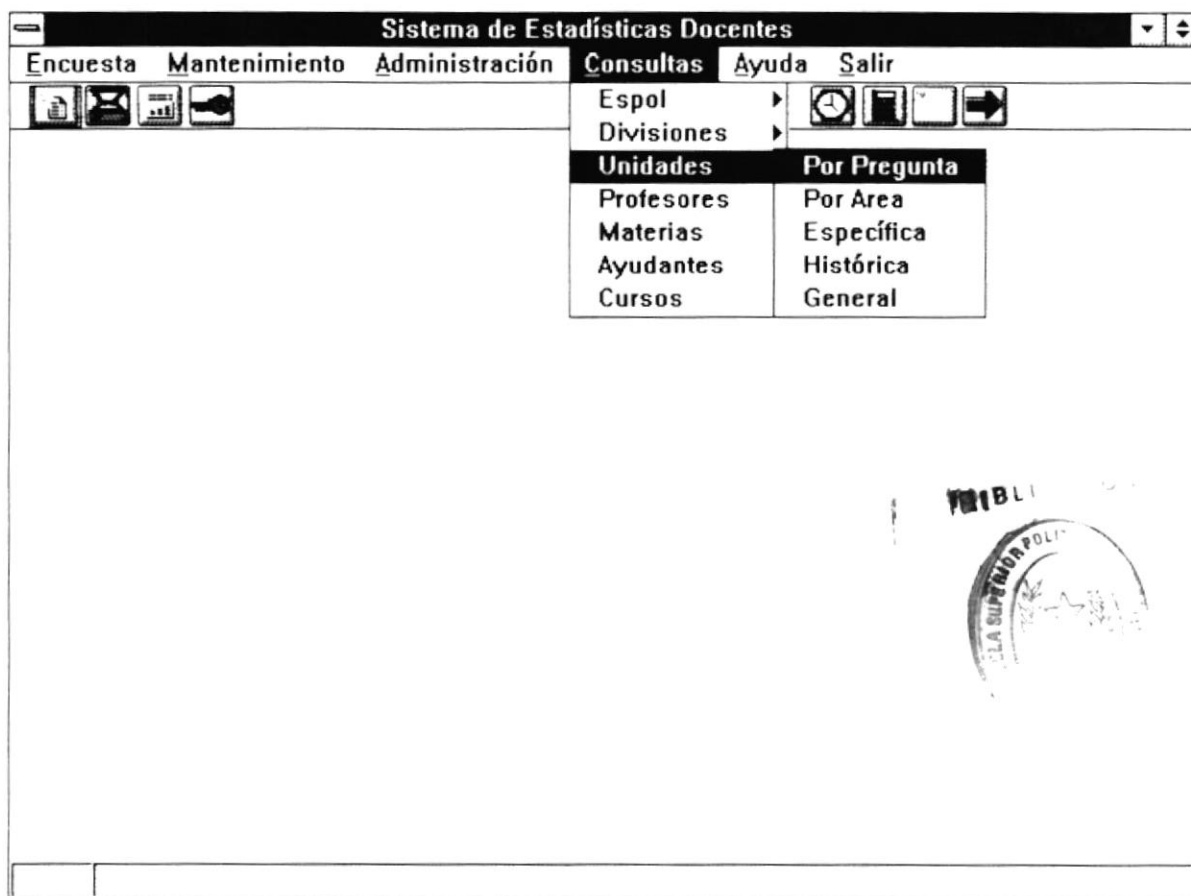 Sistema de Estadísticas Docentes
Encuesta Mantenimiento Administración Consultas Ayuda Salir
Espol
Divisiones
Unidades Por Pregunta
Profesores Por Area
Materias Específica
Ayudantes Histórica
Cursos General
SUPERIOR